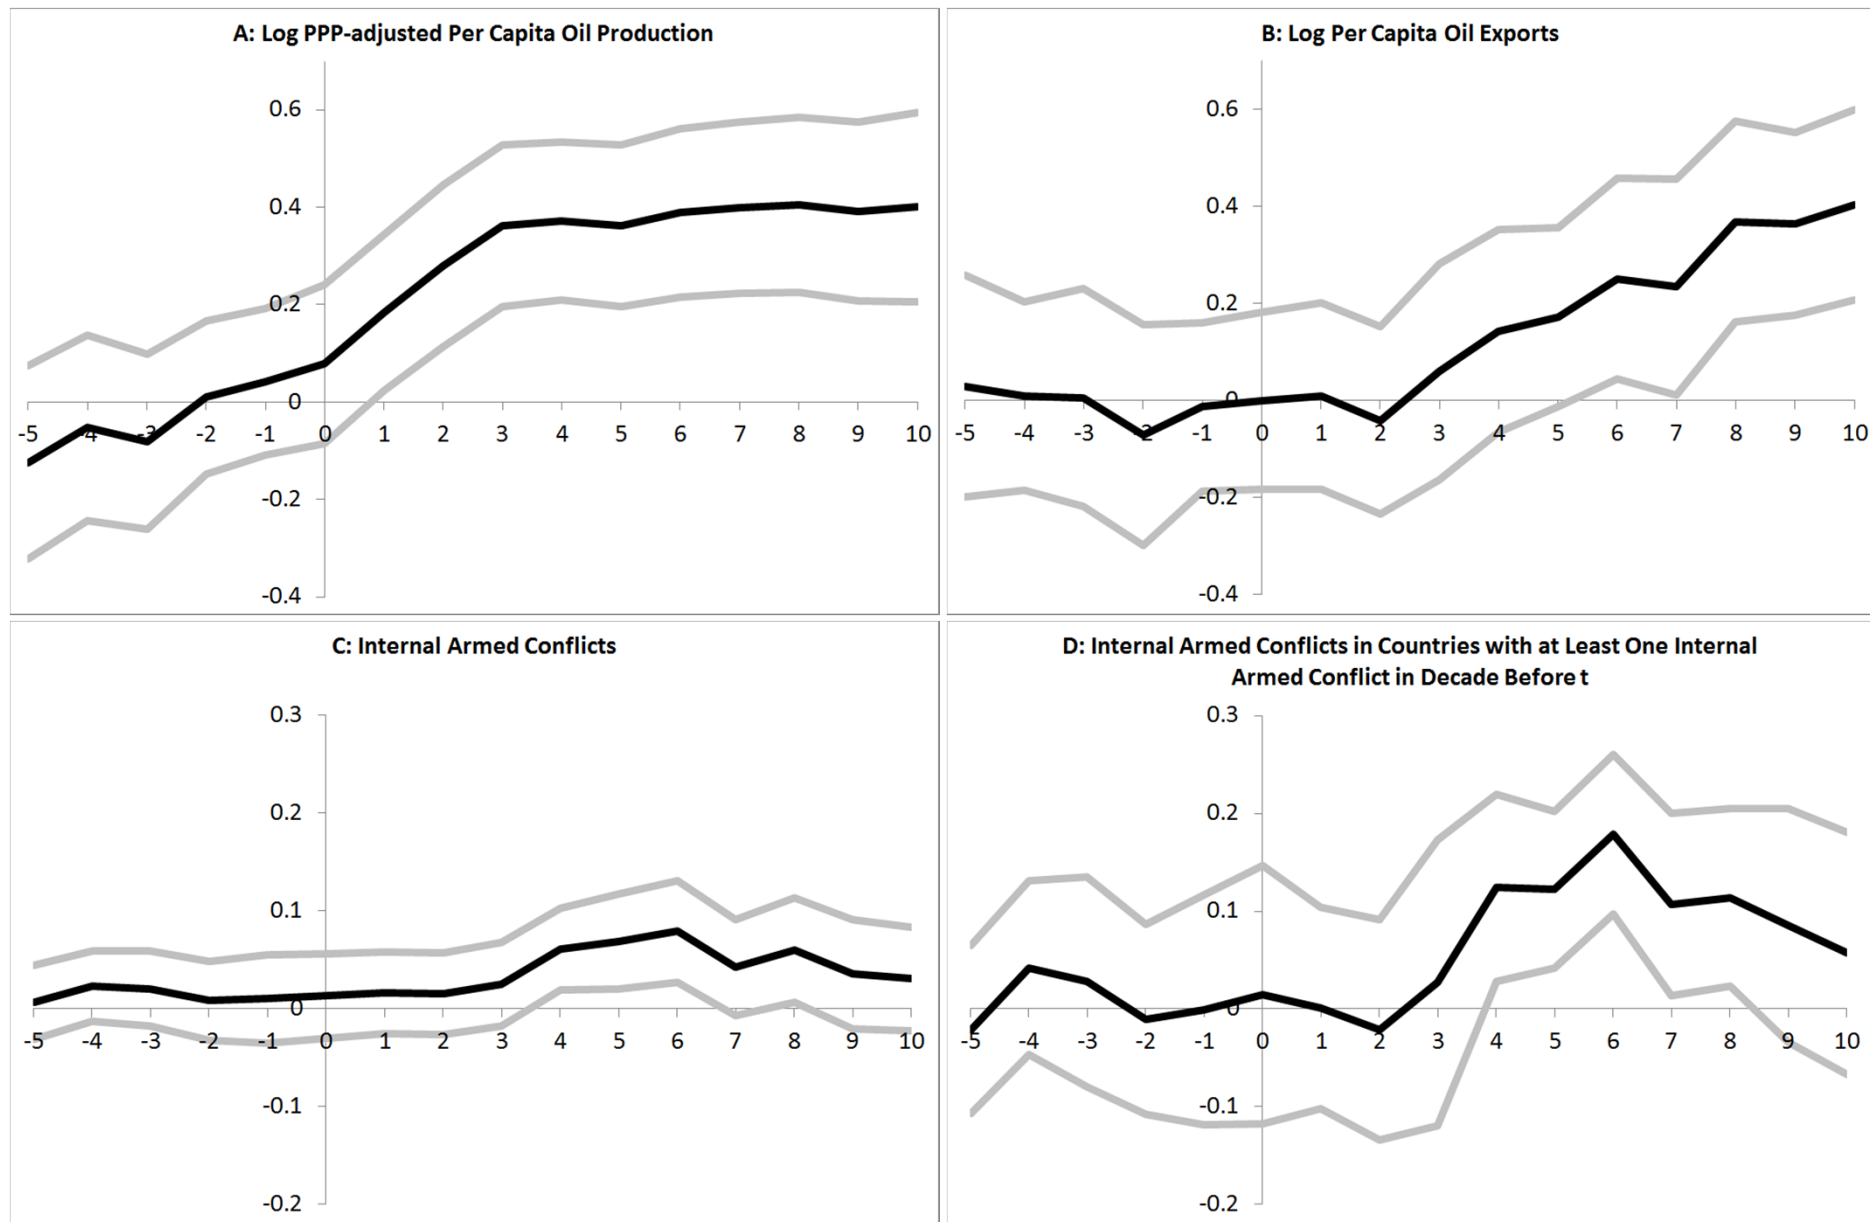 A: Log PPP-adjusted Per Capita Oil Production
0.6
0.4
0.2
0
-5 -4 -3 -2 -1 0 1 2 3 4 5 6 7 8 9 10
-0.2
-0.4
B: Log Per Capita Oil Exports
0.6
0.4
0.2
0
-5 -4 -3 -2 -1 0 1 2 3 4 5 6 7 8 9 10
-0.2
-0.4
C: Internal Armed Conflicts
0.3
0.2
0.1
0
-5 -4 -3 -2 -1 0 1 2 3 4 5 6 7 8 9 10
-0.1
-0.2
D: Internal Armed Conflicts in Countries with at Least One Internal
Armed Conflict in Decade Before t
0.3
0.2
0.1
0
-5 -4 -3 -2 -1 0 1 2 3 4 5 6 7 8 9 10
-0.1
-0.2